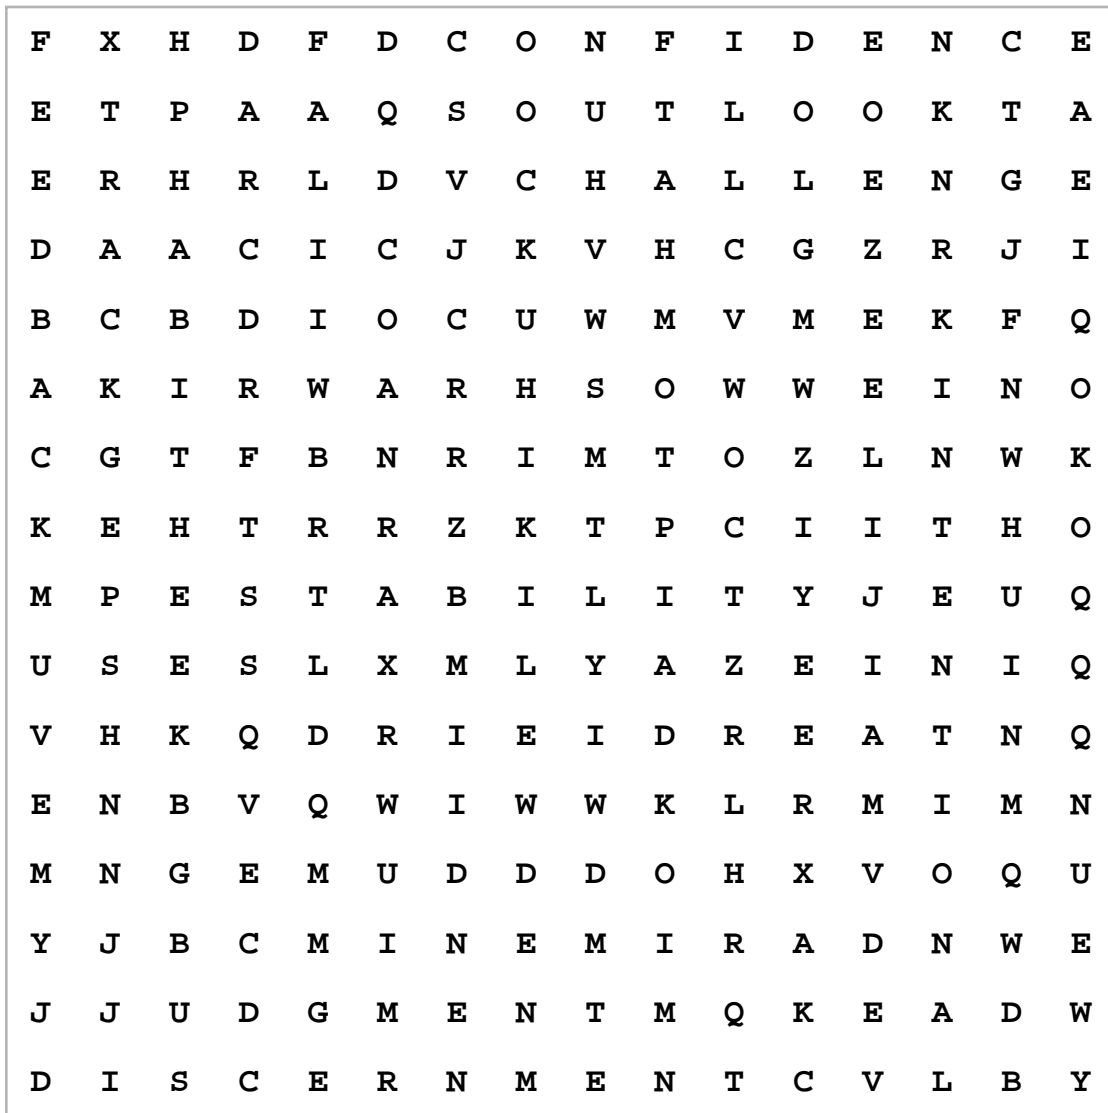 F X H D F D C O N F I D E N C E
E T P A A Q S O U T L O O K T A
E R H R L D V C H A L L E N G E
D A A C I C J K V H C G Z R J I
B C B D I O C U W M V M E K F Q
A K I R W A R H S O W W E I N O
C G T F B N R I M T O Z L N W K
K E H T R R Z K T P C I I T H O
M P E S T A B I L I T Y J E U Q
U S E S L X M L Y A Z E I N I Q
V H K Q D R I E I D R E A T N Q
E N B V Q W I W W K L R M I M N
M N G E M U D D D O H X V O Q U
Y J B C M I N E M I R A D N W E
J J U D G M E N T M Q K E A D W
D I S C E R N M E N T C V L B Y